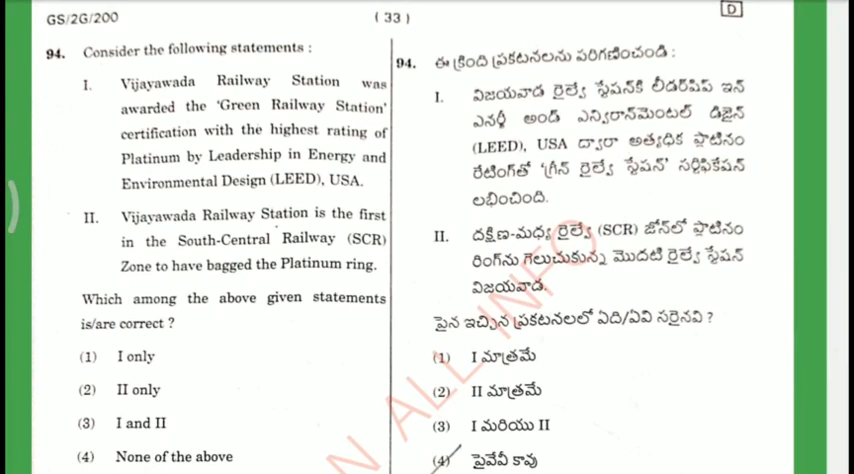 GS/2G/200
( 33 )
D
94. Consider the following statements :
I. Vijayawada Railway Station was
awarded the 'Green Railway Station'
certification with the highest rating of
Platinum by Leadership in Energy and
Environmental Design (LEED), USA.
II. Vijayawada Railway Station is the first
in the South-Central Railway (SCR)
Zone to have bagged the Platinum ring.
Which among the above given statements
is/are correct ?
(1) I only
(2) II only
(3) I and II
(4) None of the above
94. ఈ క్రింది ప్రకటనలను పరిగణించండి :
I. విజయవాడ రైల్వే స్టేషన్‌కి లీడర్‌షిప్ ఇన్
ఎనర్జీ అండ్ ఎన్విరాన్‌మెంటల్ డిజైన్
(LEED), USA ద్వారా అత్యధిక ప్లాటినం
రేటింగ్‌తో 'గ్రీన్ రైల్వే స్టేషన్' సర్టిఫికేషన్
లభించింది.
II. దక్షిణ-మధ్య రైల్వే (SCR) జోన్‌లో ప్లాటినం
రింగ్‌ను గెలుచుకున్న మొదటి రైల్వే స్టేషన్
విజయవాడ.
పైన ఇచ్చిన ప్రకటనలలో ఏది/ఏవి సరైనవి ?
(1) I మాత్రమే
(2) II మాత్రమే
(3) I మరియు II
(4) పైవేవీ కావు
N ALL INFO